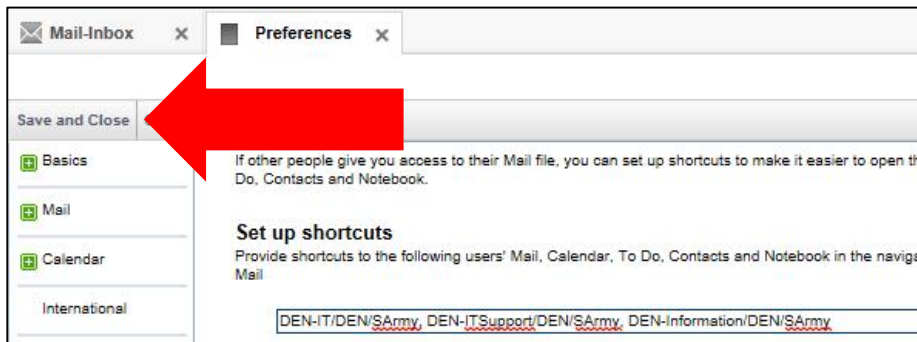 Mail-Inbox
Preferences
Save and Close
Basics
If other people give you access to their Mail file, you can set up shortcuts to make it easier to open
Do, Contacts and Notebook.
Mail
Set up shortcuts
Calendar
Provide shortcuts to the following users' Mail, Calendar, To Do, Contacts and Notebook in the
Mail
International
DEN-IT/DEN/SArmy, DEN-ITSupport/DEN/SArmy, DEN-Information/DEN/SArmy